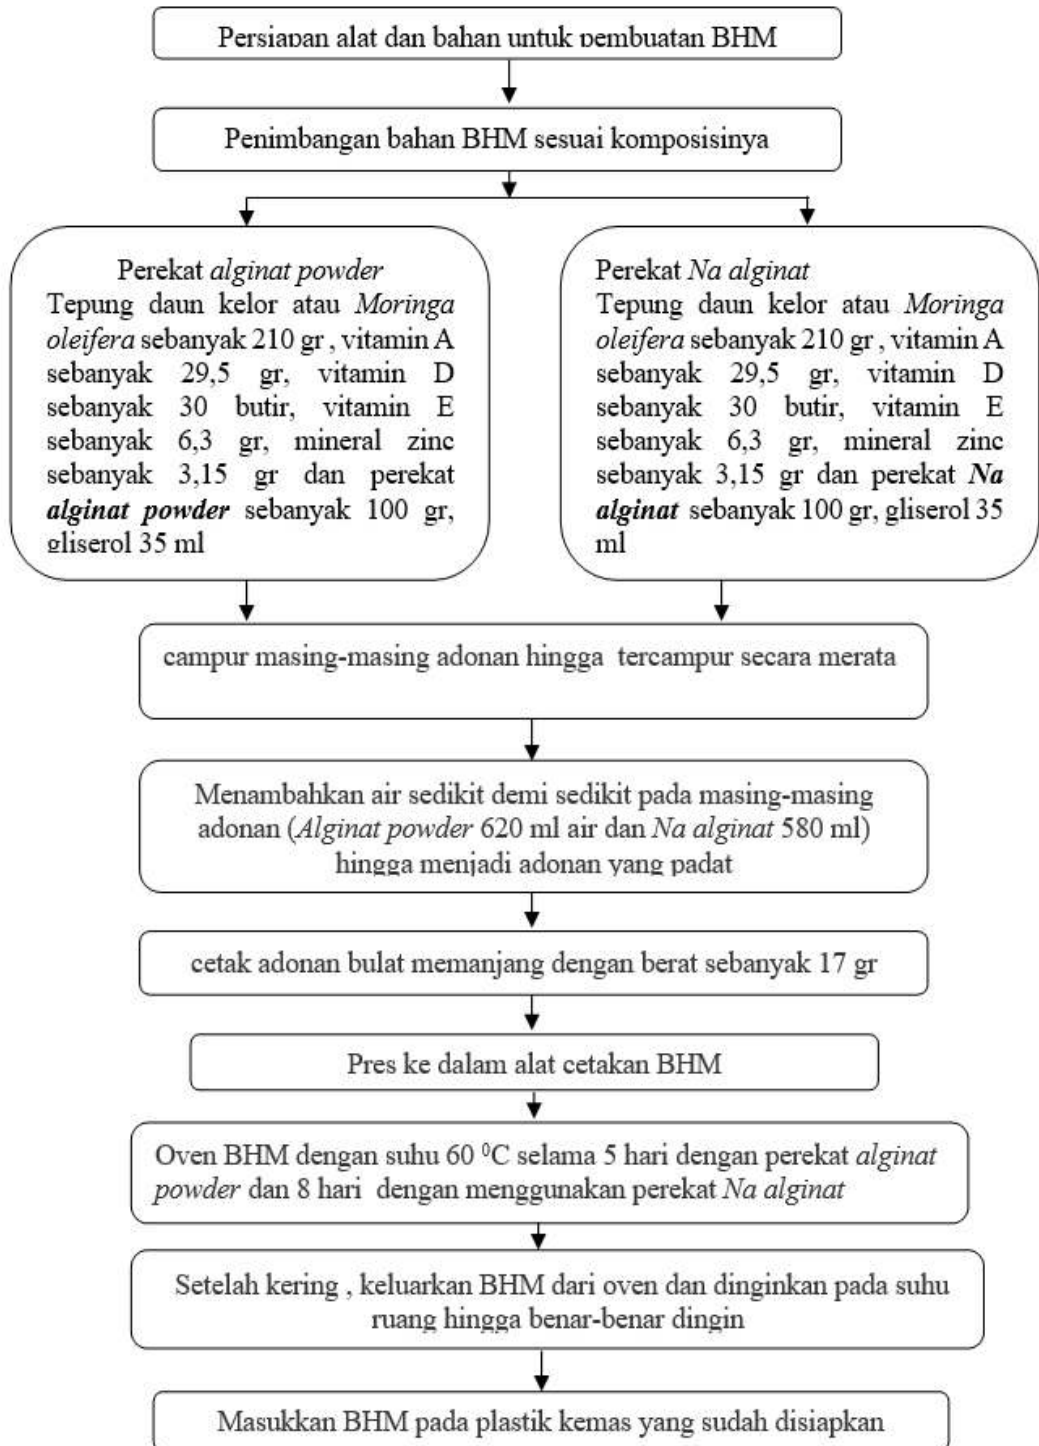 Persiapan alat dan bahan untuk pembuatan BHM
Penimbangan bahan BHM sesuai komposisinya
Perekat alginat powder
Tepung daun kelor atau Moringa
oleifera sebanyak 210 gr , vitamin A
sebanyak 29,5 gr, vitamin D
sebanyak 30 butir, vitamin E
sebanyak 6,3 gr, mineral zinc
sebanyak 3,15 gr dan perekat
alginat powder sebanyak 100 gr,
gliserol 35 ml
Perekat Na alginat
Tepung daun kelor atau Moringa
oleifera sebanyak 210 gr , vitamin A
sebanyak 29,5 gr, vitamin D
sebanyak 30 butir, vitamin E
sebanyak 6,3 gr, mineral zinc
sebanyak 3,15 gr dan perekat Na
alginat sebanyak 100 gr, gliserol 35
ml
campur masing-masing adonan hingga tercampur secara merata
Menambahkan air sedikit demi sedikit pada masing-masing
adonan (Alginat powder 620 ml air dan Na alginat 580 ml)
hingga menjadi adonan yang padat
cetak adonan bulat memanjang dengan berat sebanyak 17 gr
Pres ke dalam alat cetakan BHM
Oven BHM dengan suhu 60 ⁰C selama 5 hari dengan perekat alginat
powder dan 8 hari dengan menggunakan perekat Na alginat
Setelah kering , keluarkan BHM dari oven dan dinginkan pada suhu
ruang hingga benar-benar dingin
Masukkan BHM pada plastik kemas yang sudah disiapkan